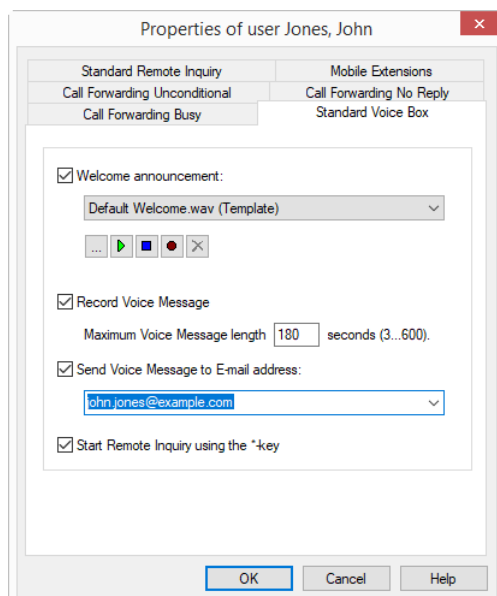 Properties of user Jones, John
Standard Remote Inquiry
Mobile Extensions
Call Forwarding Unconditional
Call Forwarding No Reply
Call Forwarding Busy
Standard Voice Box
Welcome announcement:
Default Welcome.wav (Template)
...
Record Voice Message
Maximum Voice Message length 180 seconds (3...600).
Send Voice Message to E-mail address:
john.jones@example.com
Start Remote Inquiry using the *-key
OK Cancel Help